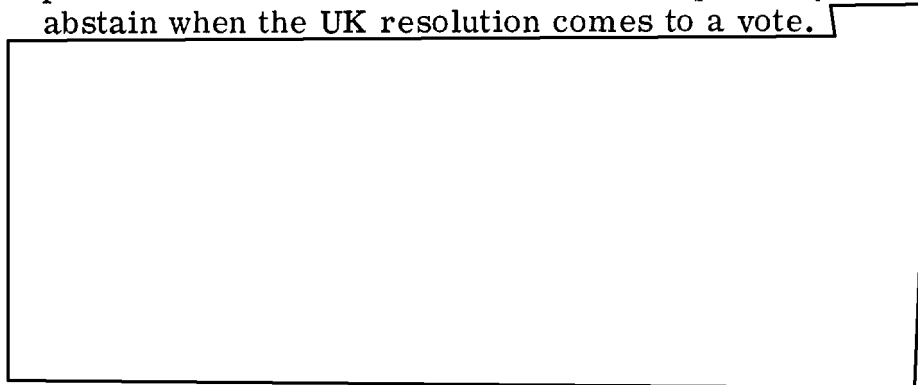 abstain when the UK resolution comes to a vote.